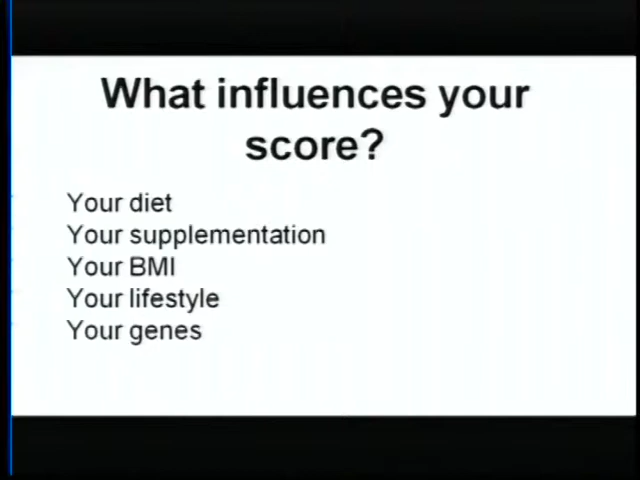 What influences your
score?
Your diet
Your supplementation
Your BMI
Your lifestyle
Your genes